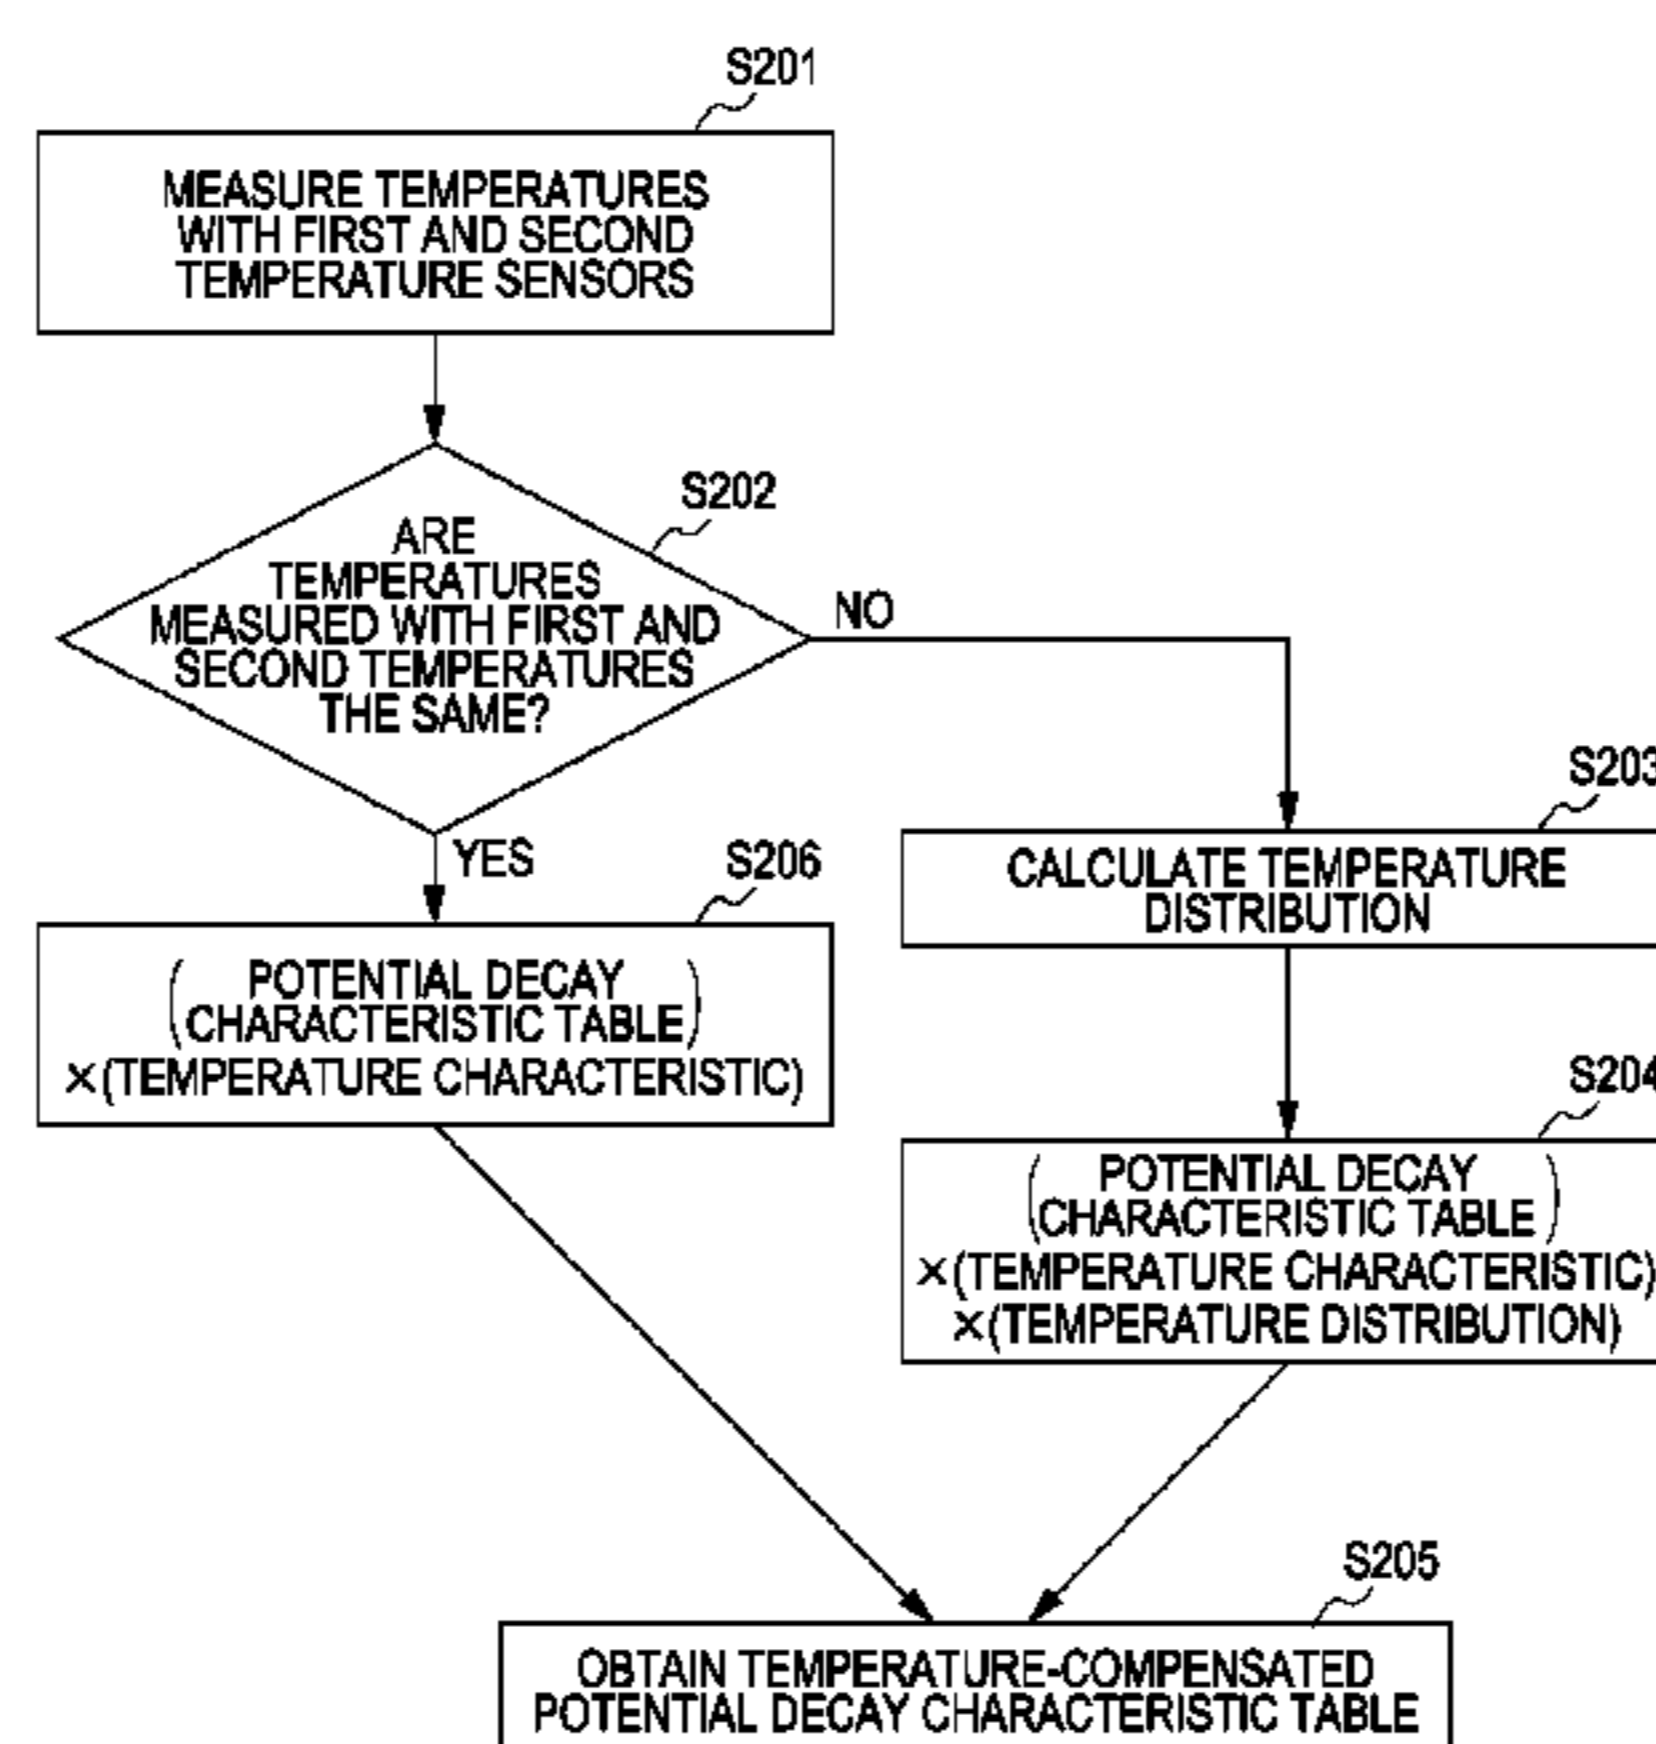 S201
MEASURE TEMPERATURES
WITH FIRST AND SECOND
TEMPERATURE SENSORS
S202
ARE
TEMPERATURES
MEASURED WITH FIRST AND
SECOND TEMPERATURES
THE SAME?
NO
YES
S203
CALCULATE TEMPERATURE
DISTRIBUTION
S206
(POTENTIAL DECAY
CHARACTERISTIC TABLE)
×(TEMPERATURE CHARACTERISTIC)
S204
(POTENTIAL DECAY
CHARACTERISTIC TABLE)
×(TEMPERATURE CHARACTERISTIC)
×(TEMPERATURE DISTRIBUTION)
S205
OBTAIN TEMPERATURE-COMPENSATED
POTENTIAL DECAY CHARACTERISTIC TABLE